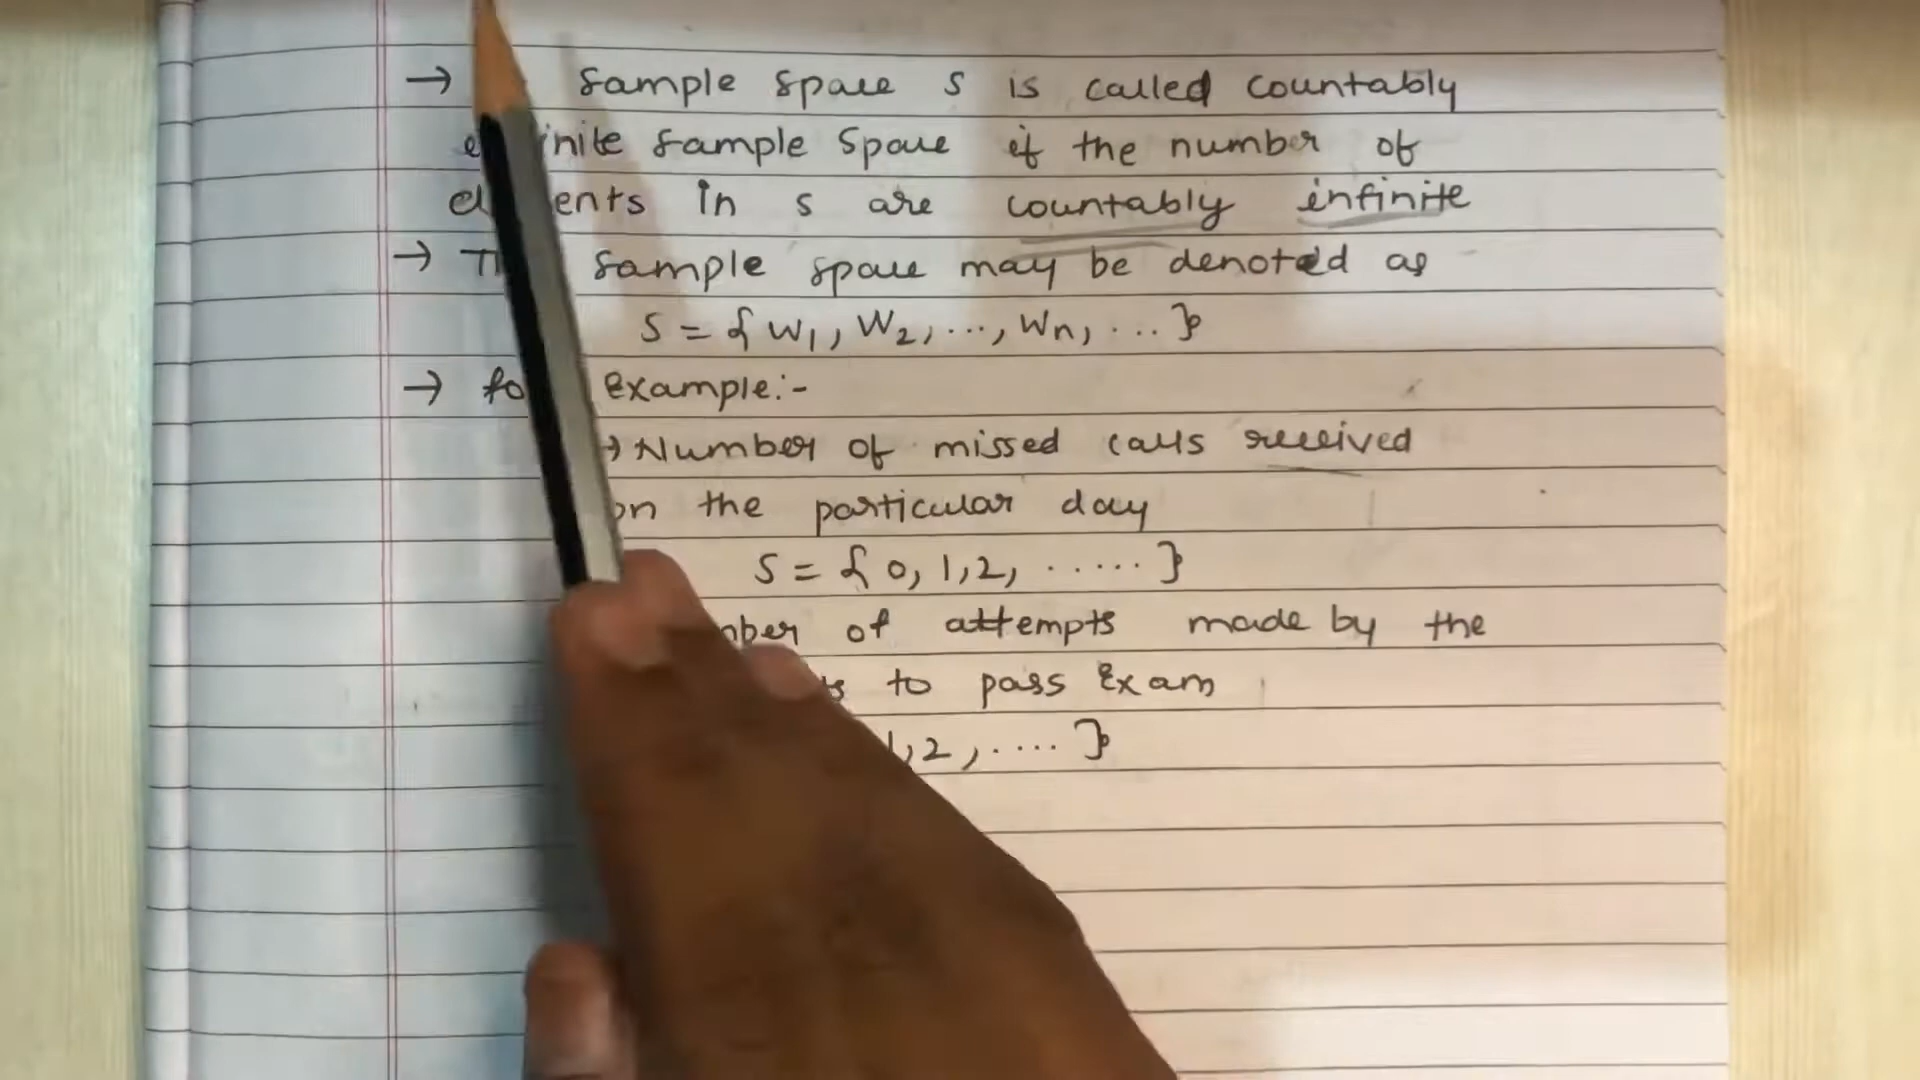 → Sample space S is called countably
Sample Space if the number of
in S are countably infinite
→ Sample space may be denoted as
S = { W1, W2, ..., Wn, ... }
→ example:-
→ Number of missed calls received
on the particular day
S = { 0, 1, 2, ..... }
of attempts made by the
to pass Exam
1, 2, .... }